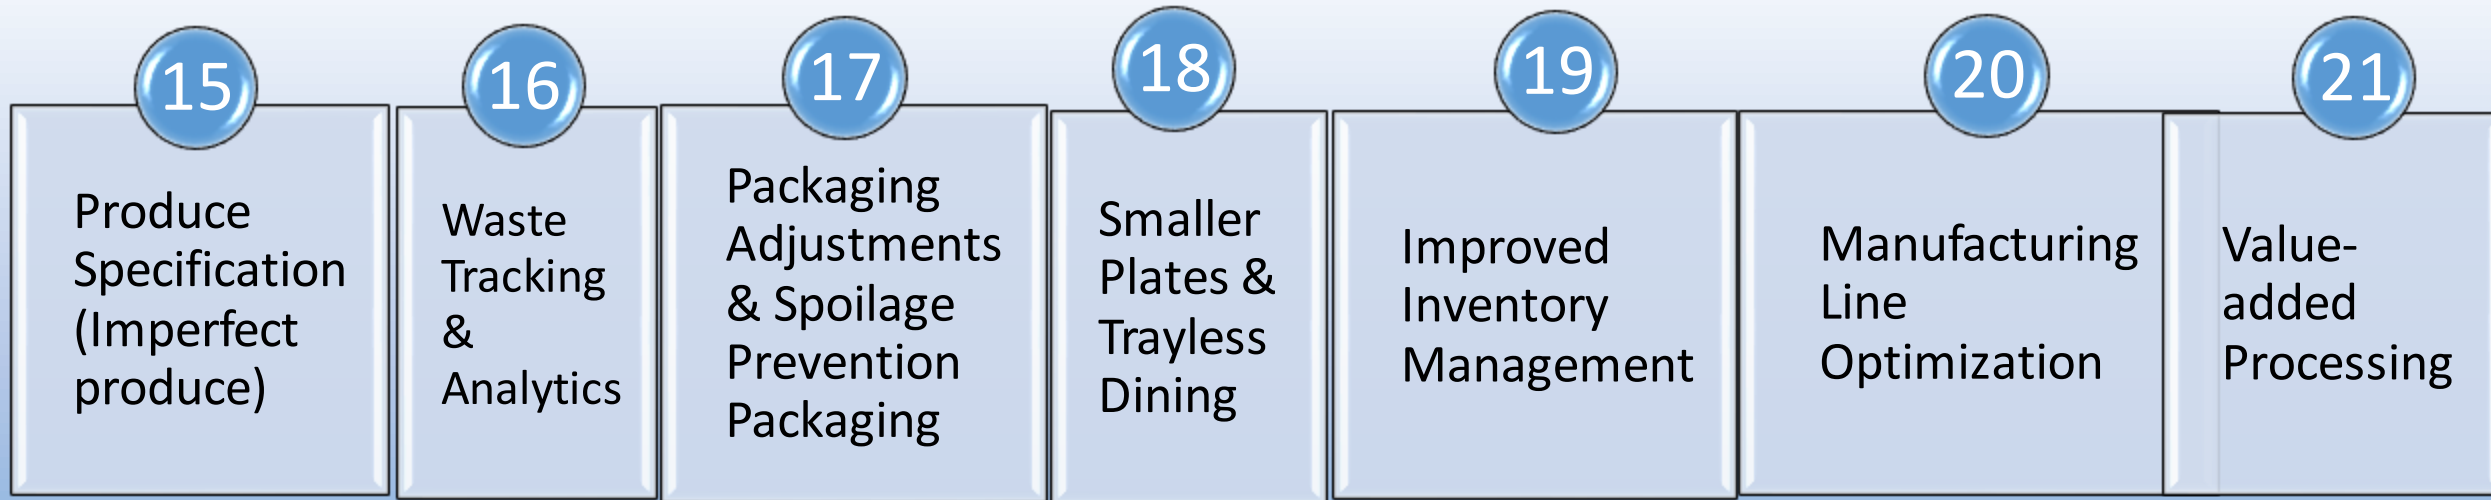 15
Produce
Specification
(Imperfect
produce)
16
Waste
Tracking
&
Analytics
17
Packaging
Adjustments
& Spoilage
Prevention
Packaging
18
Smaller
Plates &
Trayless
Dining
19
Improved
Inventory
Management
20
Manufacturing
Line
Optimization
21
Value-
added
Processing